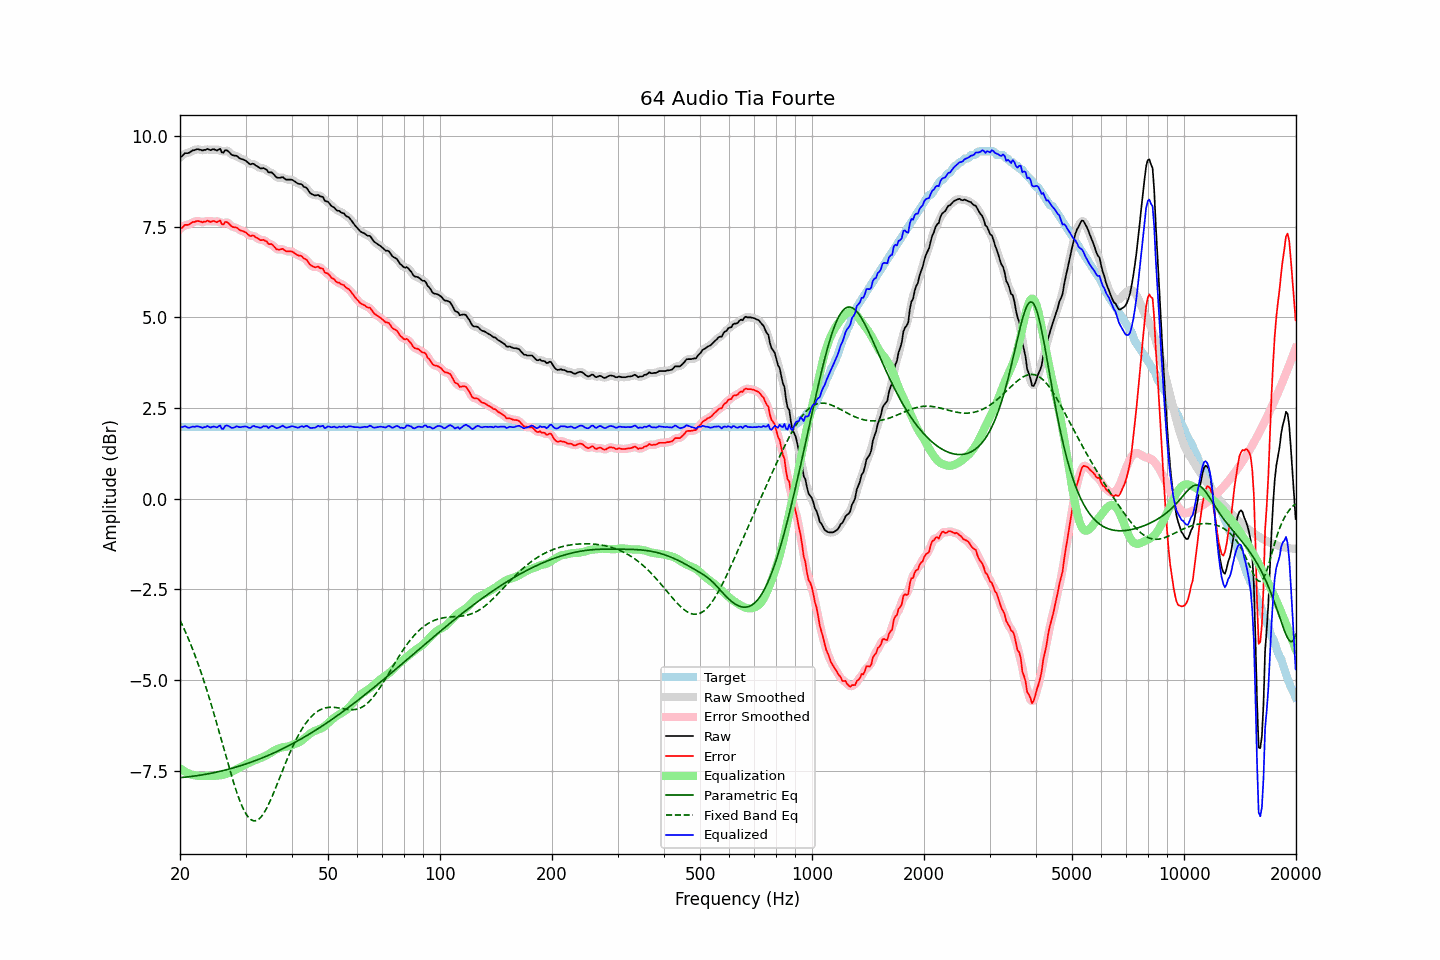 64 Audio Tia Fourte
10.0
7.5
5.0
2.5
0.0
−2.5
−5.0
−7.5
Amplitude (dBr)
Target
Raw Smoothed
Error Smoothed
Raw
Error
Equalization
Parametric Eq
Fixed Band Eq
Equalized
20 50 100 200 500 1000 2000 5000 10000 20000
Frequency (Hz)